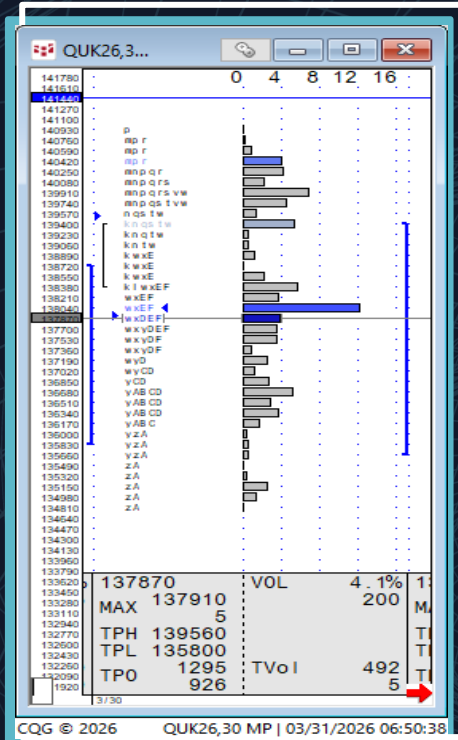 QUK26,3...
0 4 8 12 16
141780
141610
141440
141270
141100
140930 p
140760 mpr
140590 mpr
140420 mpr
140250 mnpqr
140080 mnpqrs
139910 mnpqrsvw
139740 mnpqstvw
139570 nqstw
139400 knqstw
139230 knqtw
139060 kntw
138890 kwxE
138720 kwxE
138550 kwxE
138380 klwxEF
138210 wxEF
138040 wxEF
137870 [wxDEF]
137700 wxyDEF
137530 wxyDF
137360 wxyDF
137190 wyD
137020 wyCD
136850 yCD
136680 yABCD
136510 yABCD
136340 yABCD
136170 yABC
136000 yzA
135830 yzA
135660 yzA
135490 zA
135320 zA
135150 zA
134980 zA
134810 zA
134640
134470
134300
134130
133960
133790
133620
133450
133280
133110
132940
132770
132600
132430
132260
132090
1920
137870 VOL 4.1%
MAX 137910 200
5
TPH 139560
TPL 135800
TPO 1295 TVol 492
926 5
3/30
CQG © 2026 QUK26,30 MP | 03/31/2026 06:50:38